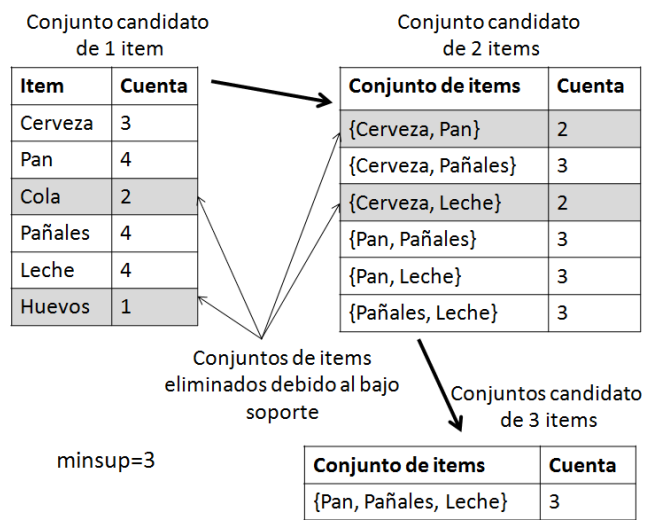 Conjunto candidato
de 1 item
Item Cuenta
Cerveza 3
Pan 4
Cola 2
Pañales 4
Leche 4
Huevos 1
Conjunto candidato
de 2 items
Conjunto de items Cuenta
{Cerveza, Pan} 2
{Cerveza, Pañales} 3
{Cerveza, Leche} 2
{Pan, Pañales} 3
{Pan, Leche} 3
{Pañales, Leche} 3
Conjuntos de items
eliminados debido al bajo
soporte
Conjuntos candidato
de 3 items
minsup=3
Conjunto de items Cuenta
{Pan, Pañales, Leche} 3